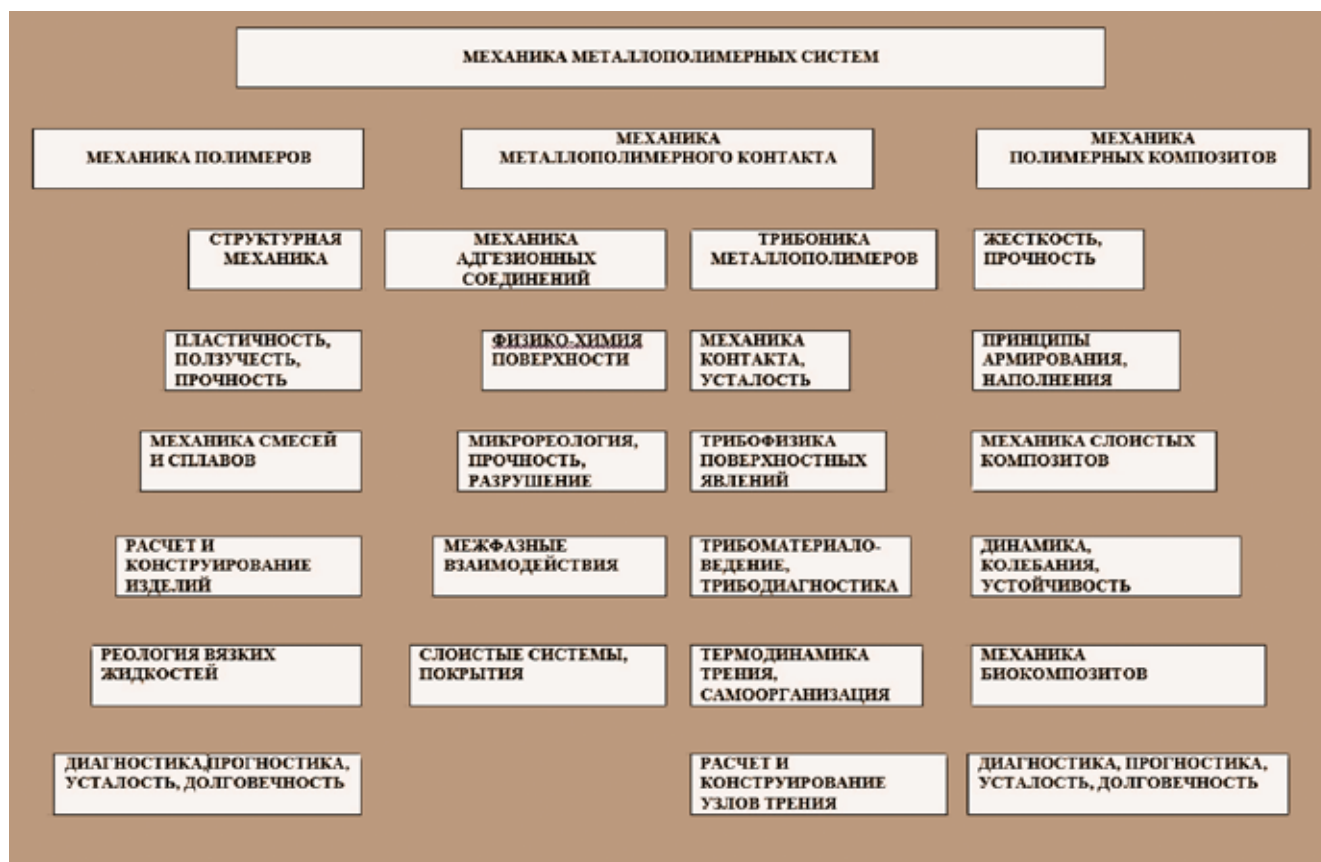 МЕХАНИКА МЕТАЛЛОПОЛИМЕРНЫХ СИСТЕМ
МЕХАНИКА ПОЛИМЕРОВ
МЕХАНИКА
МЕТАЛЛОПОЛИМЕРНОГО КОНТАКТА
МЕХАНИКА
ПОЛИМЕРНЫХ КОМПОЗИТОВ
СТРУКТУРНАЯ
МЕХАНИКА
МЕХАНИКА
АДГЕЗИОННЫХ
СОЕДИНЕНИЙ
ТРИБОНИКА
МЕТАЛЛОПОЛИМЕРОВ
ЖЕСТКОСТЬ,
ПРОЧНОСТЬ
ПЛАСТИЧНОСТЬ,
ПОЛЗУЧЕСТЬ,
ПРОЧНОСТЬ
ФИЗИКО-ХИМИЯ
ПОВЕРХНОСТИ
МЕХАНИКА
КОНТАКТА,
УСТАЛОСТЬ
ПРИНЦИПЫ
АРМИРОВАНИЯ,
НАПОЛНЕНИЯ
МЕХАНИКА СМЕСЕЙ
И СПЛАВОВ
МИКРОРЕОЛОГИЯ,
ПРОЧНОСТЬ,
РАЗРУШЕНИЕ
ТРИБОФИЗИКА
ПОВЕРХНОСТНЫХ
ЯВЛЕНИЙ
МЕХАНИКА СЛОИСТЫХ
КОМПОЗИТОВ
РАСЧЕТ И
КОНСТРУИРОВАНИЕ
ИЗДЕЛИЙ
МЕЖФАЗНЫЕ
ВЗАИМОДЕЙСТВИЯ
ТРИБОМАТЕРИАЛО-
ВЕДЕНИЕ,
ТРИБОДИАГНОСТИКА
ДИНАМИКА,
КОЛЕБАНИЯ,
УСТОЙЧИВОСТЬ
РЕОЛОГИЯ ВЯЗКИХ
ЖИДКОСТЕЙ
СЛОИСТЫЕ СИСТЕМЫ,
ПОКРЫТИЯ
ТЕРМОДИНАМИКА
ТРЕНИЯ,
САМООРГАНИЗАЦИЯ
МЕХАНИКА
БИОКОМПОЗИТОВ
ДИАГНОСТИКА,ПРОГНОСТИКА,
УСТАЛОСТЬ, ДОЛГОВЕЧНОСТЬ
РАСЧЕТ И
КОНСТРУИРОВАНИЕ
УЗЛОВ ТРЕНИЯ
ДИАГНОСТИКА, ПРОГНОСТИКА,
УСТАЛОСТЬ, ДОЛГОВЕЧНОСТЬ